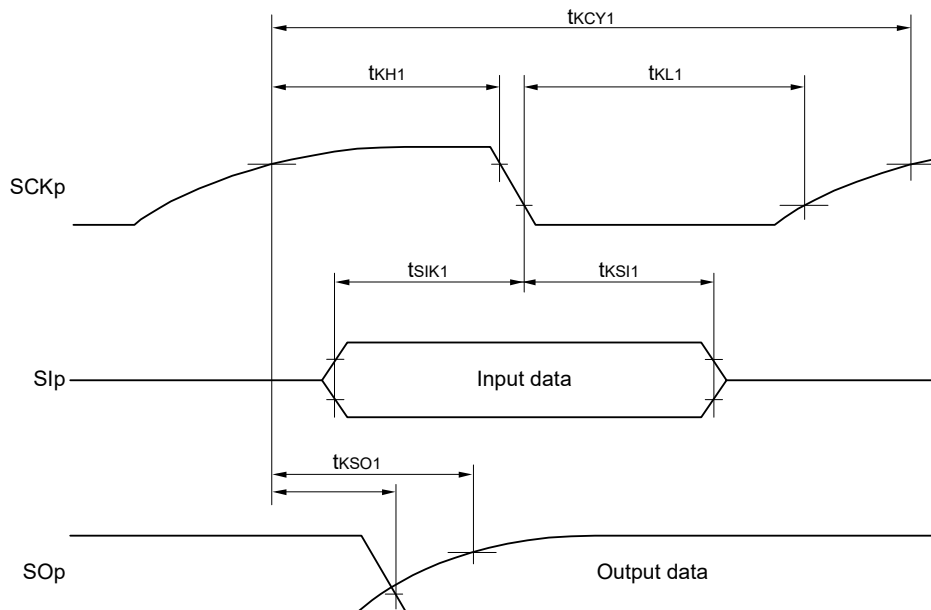 tKCY1
tKH1
tKL1
SCKp
tSIK1
tKSI1
SIp
Input data
tKSO1
SOp
Output data